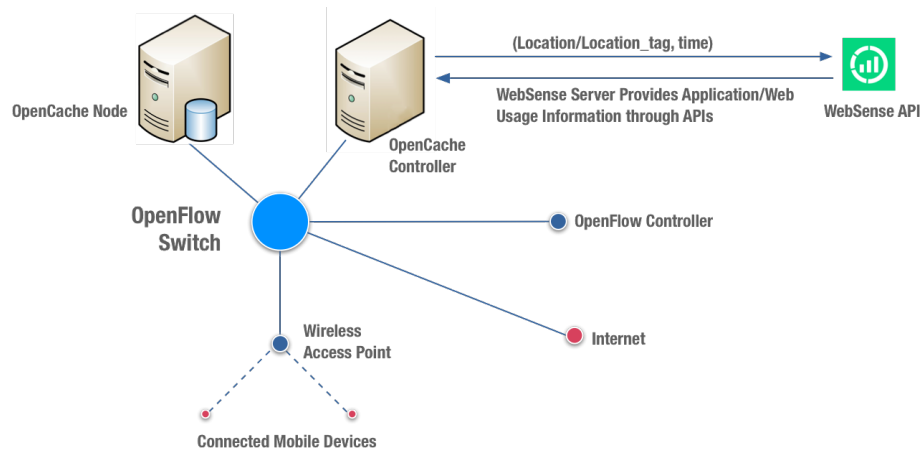 (Location/Location_tag, time)
OpenCache Node
WebSense Server Provides Application/Web
Usage Information through APIs
WebSense API
OpenCache
Controller
OpenFlow
Switch
OpenFlow Controller
Wireless
Access Point
Internet
Connected Mobile Devices